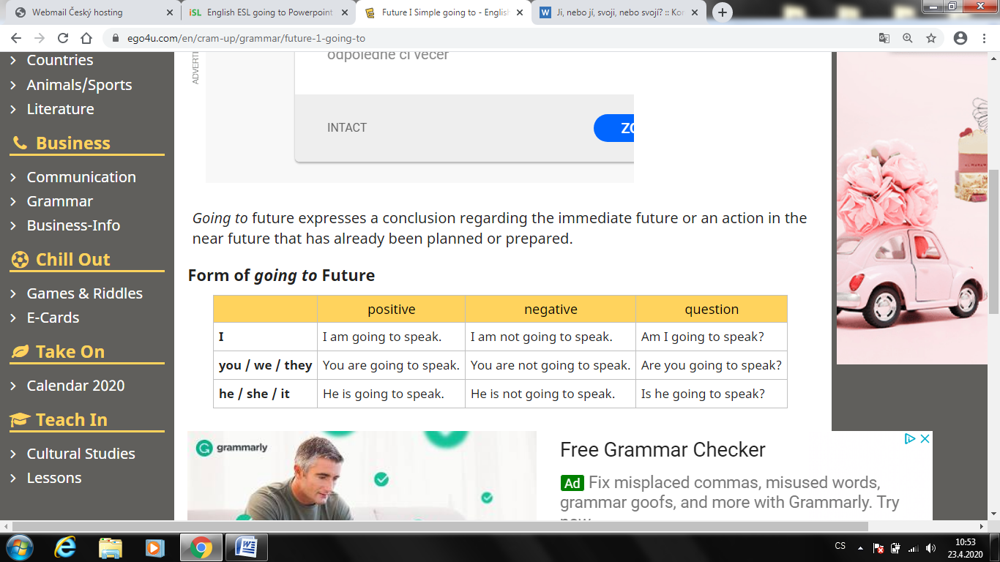 Webmail Český hosting
iSL English ESL going to Powerpoint
Future I Simple going to - English
Ji, nebo jí, svoji, nebo svojí? :: Kor
ego4u.com/en/cram-up/grammar/future-1-going-to
Countries
Animals/Sports
Literature
Business
Communication
Grammar
Business-Info
Chill Out
Games & Riddles
E-Cards
Take On
Calendar 2020
Teach In
Cultural Studies
Lessons
ADVERTI
odpoledne či večer
INTACT
ZO
Going to future expresses a conclusion regarding the immediate future or an action in the
near future that has already been planned or prepared.
Form of going to Future
positive negative question
I I am going to speak. I am not going to speak. Am I going to speak?
you / we / they You are going to speak. You are not going to speak. Are you going to speak?
he / she / it He is going to speak. He is not going to speak. Is he going to speak?
grammarly
Free Grammar Checker
Ad Fix misplaced commas, misused words,
grammar goofs, and more with Grammarly. Try
now
CS
10:53
23.4.2020